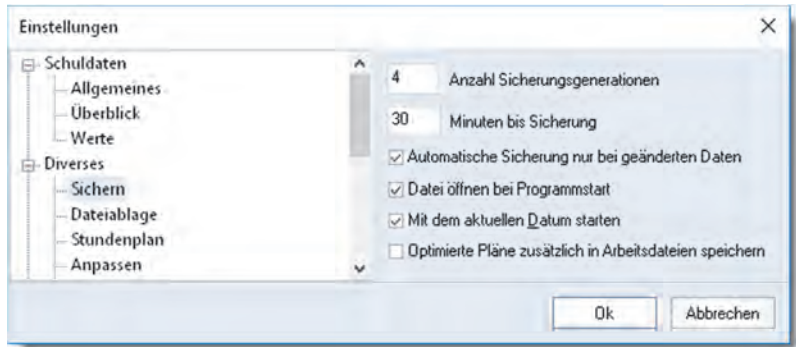 Einstellungen
Schuldaten
Allgemeines
Überblick
Werte
Diverses
Sichern
Dateiablage
Stundenplan
Anpassen
4 Anzahl Sicherungsgenerationen
30 Minuten bis Sicherung
Automatische Sicherung nur bei geänderten Daten
Datei öffnen bei Programmstart
Mit dem aktuellen Datum starten
Optimierte Pläne zusätzlich in Arbeitsdateien speichern
Ok Abbrechen